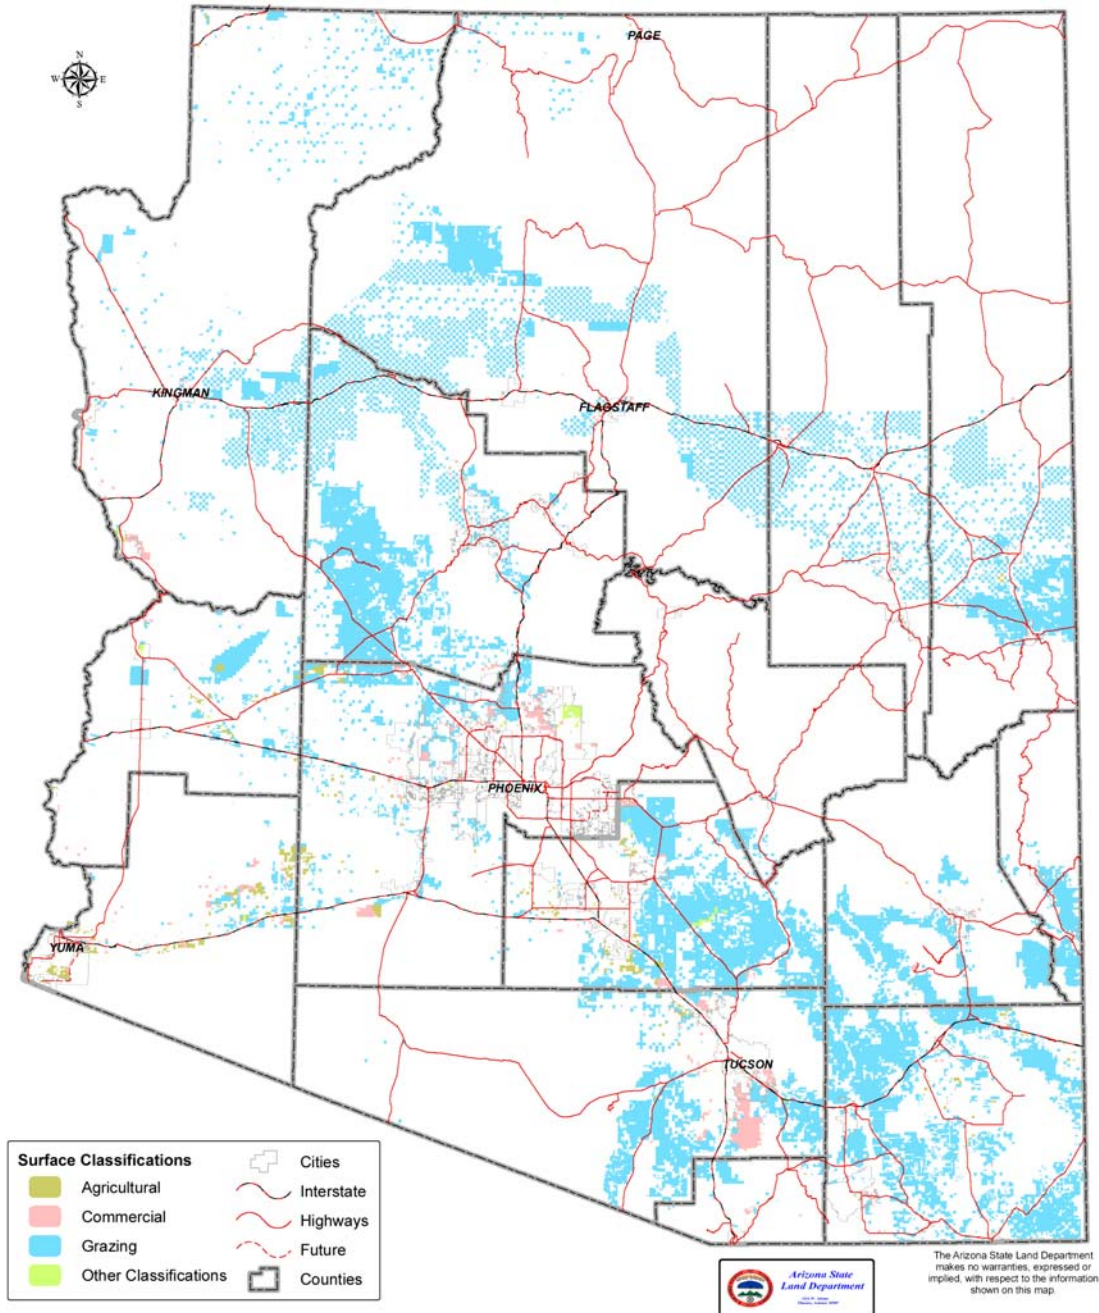 N
W
E
S
PAGE
KINGMAN
FLAGSTAFF
PHOENIX
YUMA
TUCSON
Surface Classifications
Agricultural
Commercial
Grazing
Other Classifications
Cities
Interstate
Highways
Future
Counties
Arizona State
Land Department
The Arizona State Land Department
makes no warranties, expressed or
implied, with respect to the information
shown on this map.